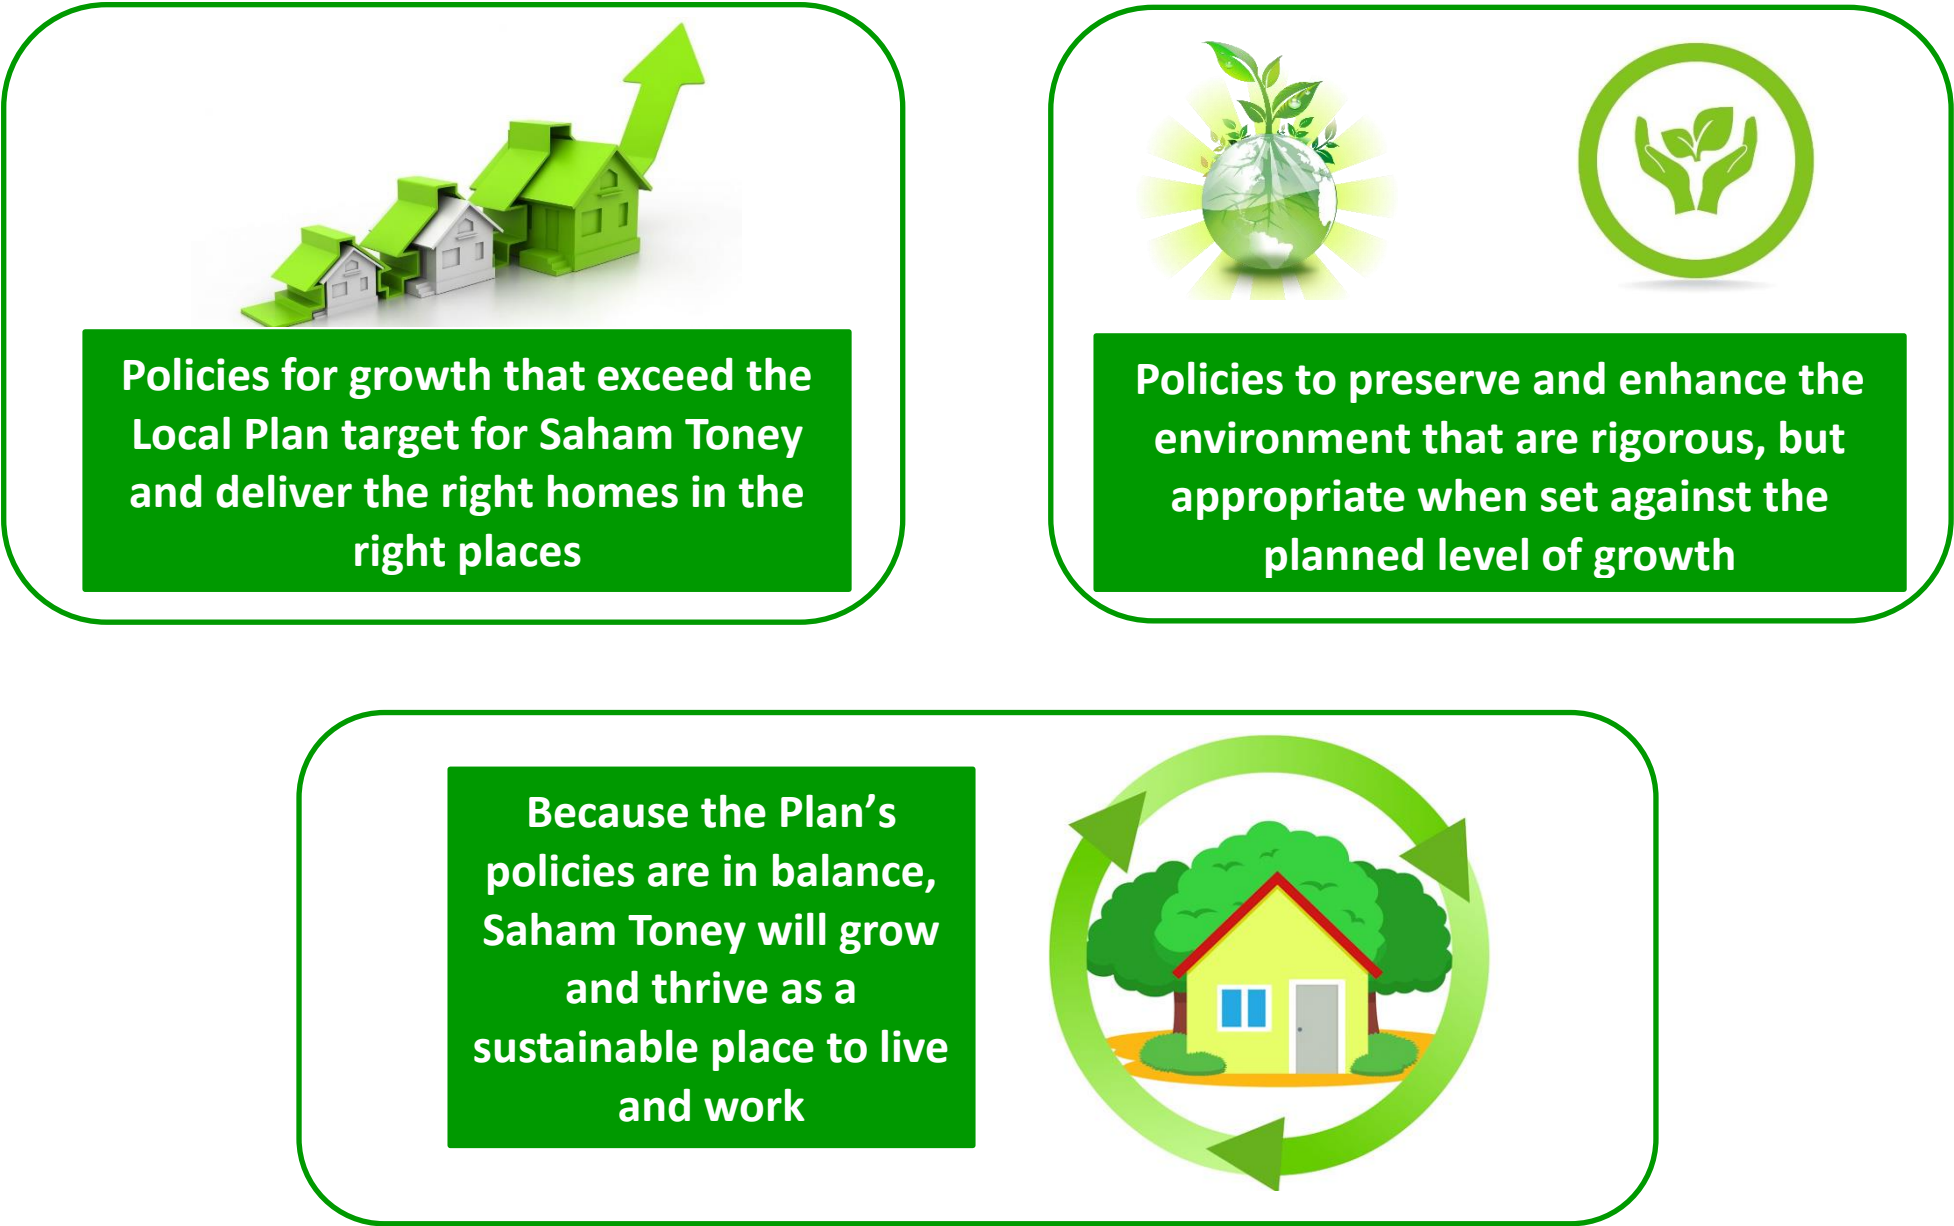 Policies for growth that exceed the
Local Plan target for Saham Toney
and deliver the right homes in the
right places
Policies to preserve and enhance the
environment that are rigorous, but
appropriate when set against the
planned level of growth
Because the Plan’s
policies are in balance,
Saham Toney will grow
and thrive as a
sustainable place to live
and work